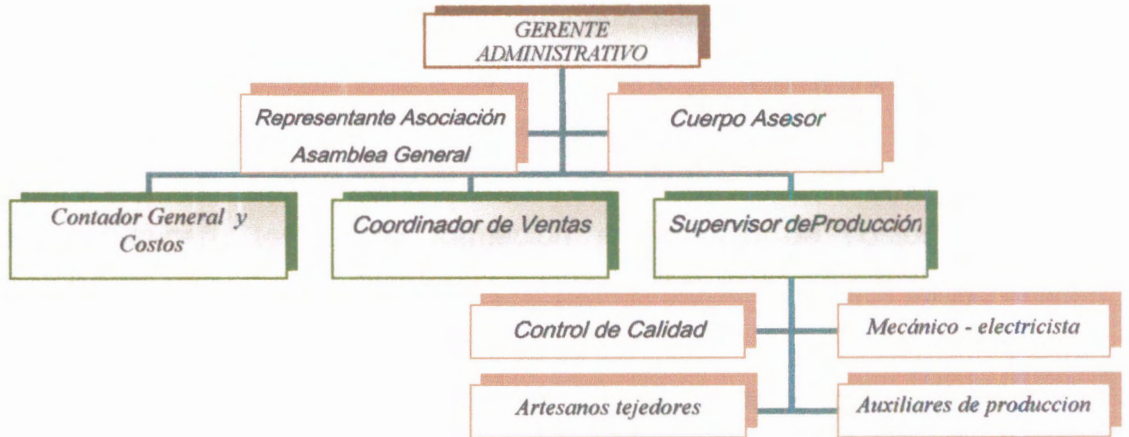 GERENTE
ADMINISTRATIVO
Representante Asociación
Asamblea General
Cuerpo Asesor
Contador General y
Costos
Coordinador de Ventas
Supervisor deProducción
Control de Calidad
Mecánico - electricista
Artesanos tejedores
Auxiliares de produccion